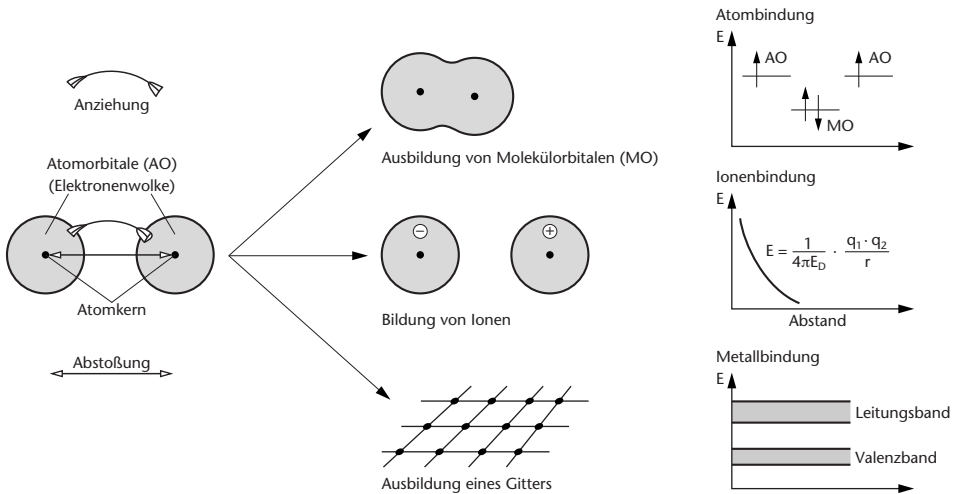 Anziehung
Atomorbitale (AO)
(Elektronenwolke)
Atomkern
Abstoßung
Ausbildung von Molekülorbitalen (MO)
−
+
Bildung von Ionen
Ausbildung eines Gitters
Atombindung
E
AO
AO
MO
Ionenbindung
E
E = 1/4πE_D · q₁ · q₂/r
Abstand
Metallbindung
E
Leitungsband
Valenzband